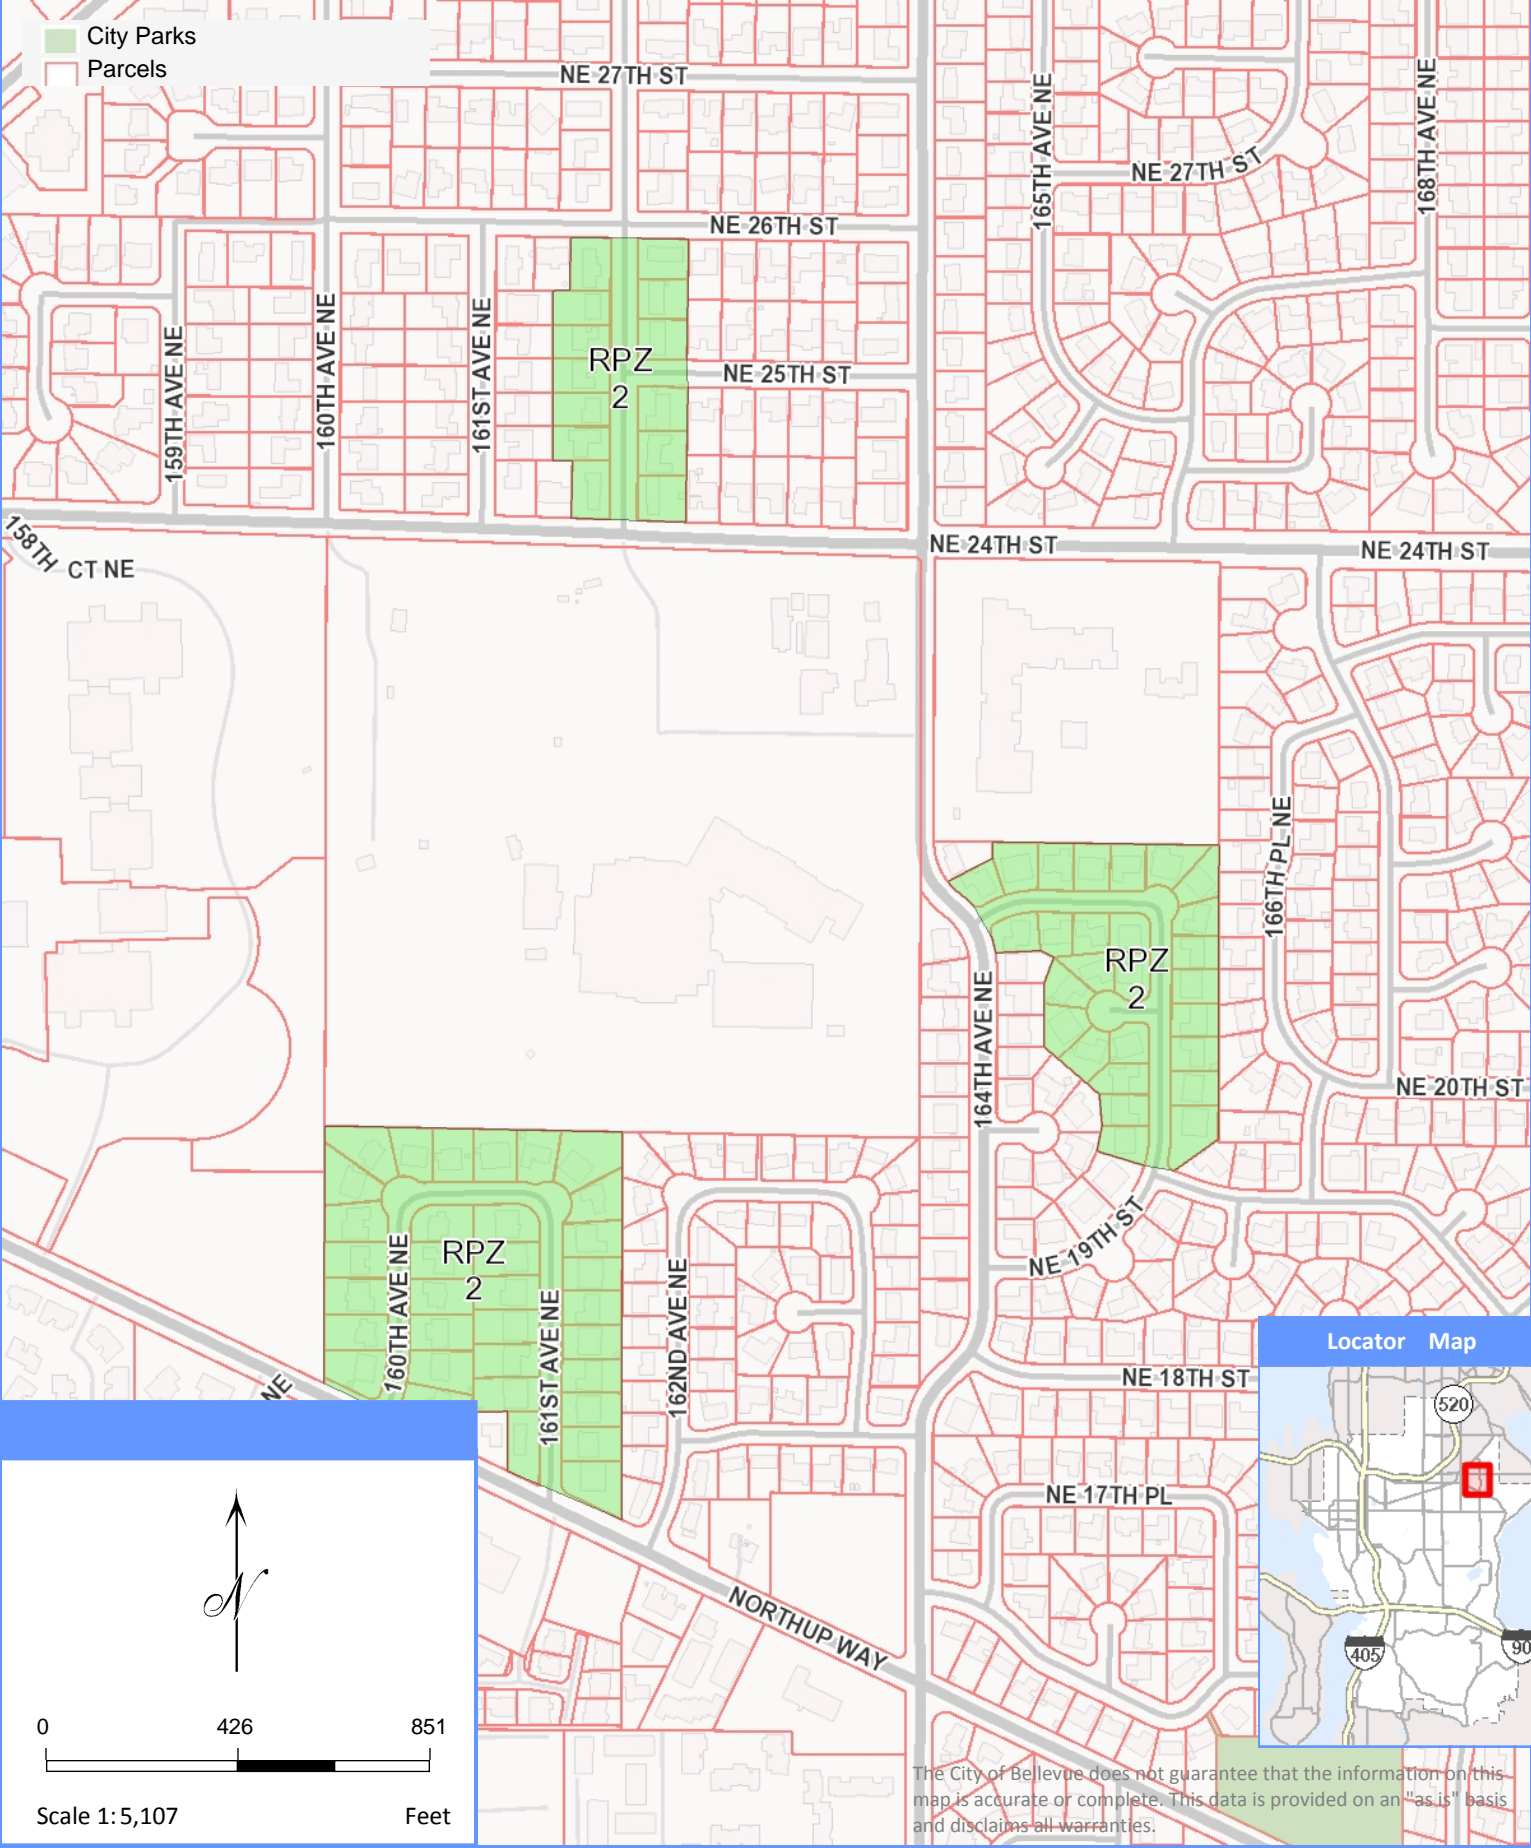 City Parks
Parcels
NE 27TH ST
165TH AVE NE
168TH AVE NE
NE 27TH ST
NE 26TH ST
159TH AVE NE
160TH AVE NE
161ST AVE NE
RPZ
2
NE 25TH ST
158TH CT NE
NE 24TH ST
NE 24TH ST
166TH PL NE
RPZ
2
164TH AVE NE
NE 20TH ST
NE 19TH ST
160TH AVE NE
RPZ
2
161ST AVE NE
162ND AVE NE
NE
NE 18TH ST
NE 17TH PL
NORTHUP WAY
Locator Map
520
405
90
N
0 426 851
Scale 1: 5,107 Feet
The City of Bellevue does not guarantee that the information on this
map is accurate or complete. This data is provided on an "as is" basis
and disclaims all warranties.